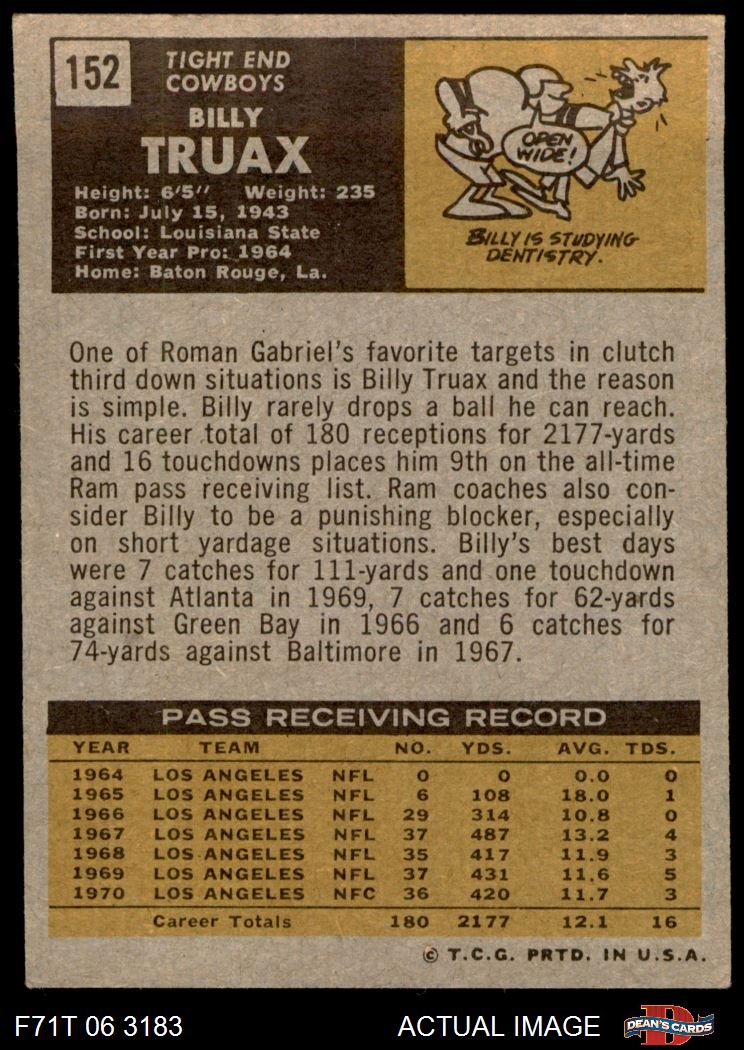 152
TIGHT END
COWBOYS
BILLY
TRUAX
Height: 6'5" Weight: 235
Born: July 15, 1943
School: Louisiana State
First Year Pro: 1964
Home: Baton Rouge, La.
OPEN
WIDE!
BILLY IS STUDYING
DENTISTRY.
One of Roman Gabriel's favorite targets in clutch
third down situations is Billy Truax and the reason
is simple. Billy rarely drops a ball he can reach.
His career total of 180 receptions for 2177-yards
and 16 touchdowns places him 9th on the all-time
Ram pass receiving list. Ram coaches also con-
sider Billy to be a punishing blocker, especially
on short yardage situations. Billy's best days
were 7 catches for 111-yards and one touchdown
against Atlanta in 1969, 7 catches for 62-yards
against Green Bay in 1966 and 6 catches for
74-yards against Baltimore in 1967.
PASS RECEIVING RECORD
YEAR TEAM NO. YDS. AVG. TDS.
1964 LOS ANGELES NFL 0 0 0.0 0
1965 LOS ANGELES NFL 6 108 18.0 1
1966 LOS ANGELES NFL 29 314 10.8 0
1967 LOS ANGELES NFL 37 487 13.2 4
1968 LOS ANGELES NFL 35 417 11.9 3
1969 LOS ANGELES NFL 37 431 11.6 5
1970 LOS ANGELES NFC 36 420 11.7 3
Career Totals 180 2177 12.1 16
© T.C.G. PRTD. IN U.S.A.
F71T 06 3183 ACTUAL IMAGE D DEAN'S CARDS